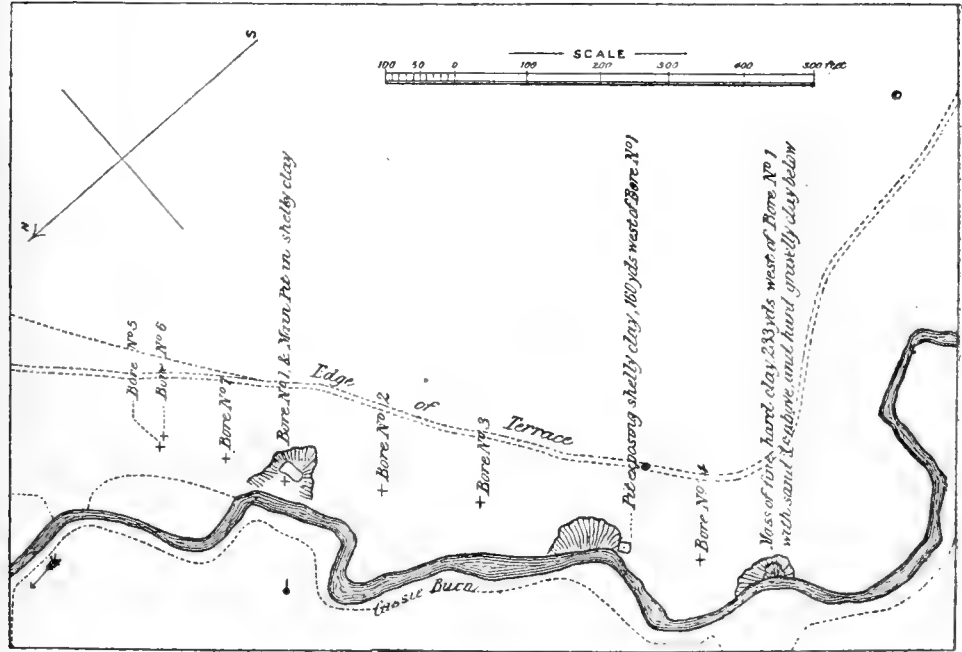 S
N
SCALE
100 50 0 100 200 300 400 500 Feet
Bore Nº 5
Bore Nº 6
Bore Nº 7
Bore Nº 1, & Main Pit in shelly clay
Edge of Terrace
+Bore Nº 2
+Bore Nº 3
Pit exposing shelly clay, 160 yds west of Bore Nº 1
+Bore Nº 4
Mass of fine hard clay, 233 yds west of Bore Nº 1
with sand &c above, and hard gravelly clay below
Burn